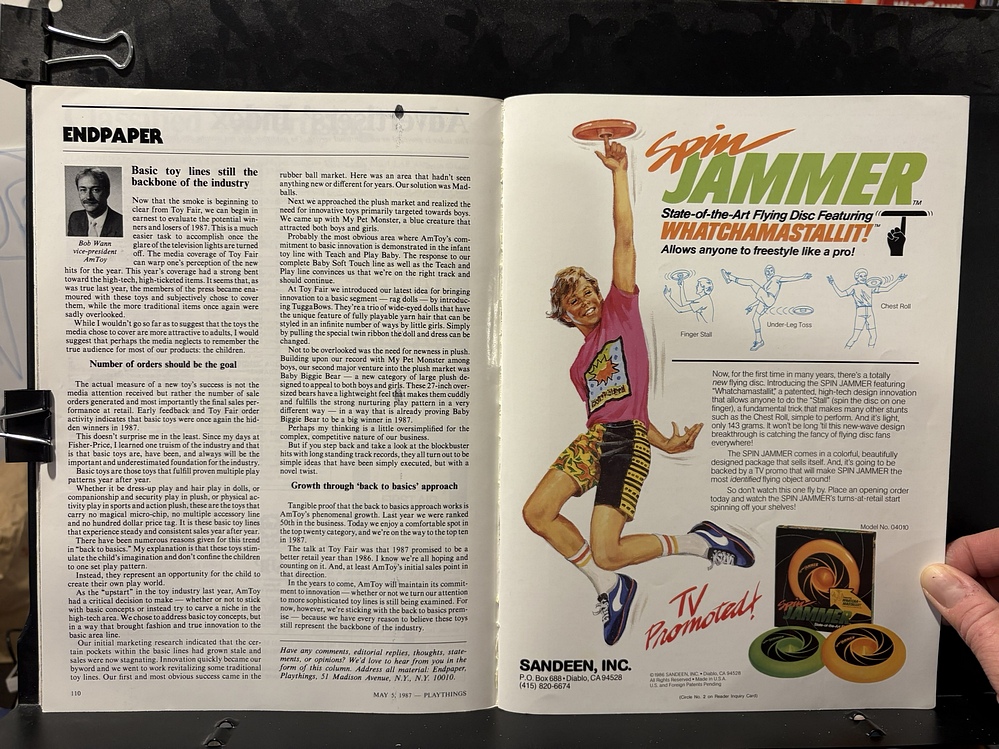 ENDPAPER
Bob Wann
vice-president
AmToy
Basic toy lines still the
backbone of the industry
Now that the smoke is beginning to
clear from Toy Fair, we can begin in
earnest to evaluate the potential win-
ners and losers of 1987. This is a much
easier task to accomplish once the
glare of the television lights are turned
off. The media coverage of Toy Fair
can warp one's perception of the new
hits for the year. This year's coverage had a strong bent
toward the high-tech, high-ticketed items. It seems that, as
was true last year, the members of the press became ena-
moured with these toys and subjectively chose to cover
them, while the more traditional items once again were
sadly overlooked.
While I wouldn't go so far as to suggest that the toys the
media chose to cover are more attractive to adults, I would
suggest that perhaps the media neglects to remember the
true audience for most of our products: the children.
Number of orders should be the goal
The actual measure of a new toy's success is not the
media attention received but rather the number of sale
orders generated and most importantly the final sales per-
formance at retail. Early feedback and Toy Fair order
activity indicates that basic toys were once again the hid-
den winners in 1987.
This doesn't surprise me in the least. Since my days at
Fisher-Price, I learned one truism of the industry and that
is that basic toys are, have been, and always will be the
important and underestimated foundation for the industry.
Basic toys are those toys that fulfill proven multiple play
patterns year after year.
Whether it be dress-up play and hair play in dolls, or
companionship and security play in plush, or physical ac-
tivity play in sports and action plush, these are the toys that
carry no magical micro-chip, no multiple accessory line
and no hundred dollar price tag. It is these basic toy lines
that experience steady and consistent sales year after year.
There have been numerous reasons given for this trend
in "back to basics." My explanation is that these toys stim-
ulate the child's imagination and don't confine the children
to one set play pattern.
Instead, they represent an opportunity for the child to
create their own play world.
As the "upstart" in the toy industry last year, AmToy
had a critical decision to make — whether or not to stick
with basic concepts or instead try to carve a niche in the
high-tech area. We chose to address basic toy concepts, but
in a way that brought fashion and true innovation to the
basic line area.
Our initial marketing research indicated that the cer-
tain pockets within the basic lines had grown stale and
sales were now stagnating. Innovation quickly became our
byword and we went to work revitalizing some traditional
toy lines. Our first and most obvious success came in the
rubber ball market. Here was an area that hadn't seen
anything new or different for years. Our solution was Mad-
balls.
Next we approached the plush market and realized the
need for innovative toys primarily targeted towards boys.
We came up with My Pet Monster, a blue creature that
attracted both boys and girls.
Probably the most obvious area where AmToy's com-
mitment to basic innovation is demonstrated in the infant
toy line with Teach and Play Baby. The response to our
complete Baby Soft Touch line as well as the Teach and
Play line convinces us that we're on the right track and
should continue.
At Toy Fair we introduced our latest idea for bringing
innovation to a basic segment — rag dolls — by introduc-
ing TuggaBows. They're a trio of wide-eyed dolls that have
the unique feature of fully playable yarn hair that can be
styled in an infinite number of ways by little girls. Simply
by pulling the special twin ribbon the doll and dress can be
changed.
Not to be overlooked was the need for newness in plush.
Building upon our record with My Pet Monster among
boys, our second major venture into the plush market was
Baby Biggie Bear — a new category of large plush de-
signed to appeal to both boys and girls. These 27-inch over-
sized bears have a lightweight feel that makes them cuddly
and fulfills the strong nurturing play pattern in a very
different way — in a way that is already proving Baby
Biggie Bear to be a big winner in 1987.
Perhaps my thinking is a little oversimplified for the
complex, competitive nature of our business.
But if you step back and take a look at the blockbuster
hits with long standing track records, they all turn out to be
simple ideas that have been simply executed, but with a
novel twist.
Growth through 'back to basics' approach
Tangible proof that the back to basics approach works is
AmToy's phenomenal growth. Last year we were ranked
50th in the business. Today we enjoy a comfortable spot in
the top twenty category, and we're on the way to the top ten
in 1987.
The talk at Toy Fair was that 1987 promised to be a
better retail year than 1986. I know we're all hoping and
counting on it. And, at least AmToy's initial sales point in
that direction.
In the years to come, AmToy will maintain its commit-
ment to innovation — whether or not we turn our attention
to more sophisticated toy lines is still being examined. For
now, however, we're sticking with the back to basics prem-
ise — because we have every reason to believe these toys
still represent the backbone of the industry.
Have any comments, editorial replies, thoughts, state-
ments, or opinions? We'd love to hear from you in the
form of this column. Address all material: Endpaper,
Playthings, 51 Madison Avenue, N.Y., N.Y. 10010.
110
MAY 5, 1987 — PLAYTHINGS
Spin
JAMMER™
State-of-the-Art Flying Disc Featuring
WHATCHAMASTALLIT!™
Allows anyone to freestyle like a pro!
Finger Stall
Under-Leg Toss
Chest Roll
Now, for the first time in many years, there's a totally
new flying disc. Introducing the SPIN JAMMER featuring
"Whatchamastallit," a patented, high-tech design innovation
that allows anyone to do the "Stall" (spin the disc on one
finger), a fundamental trick that makes many other stunts
such as the Chest Roll, simple to perform. And it's light,
only 143 grams. It won't be long 'til this new-wave design
breakthrough is catching the fancy of flying disc fans
everywhere!
The SPIN JAMMER comes in a colorful, beautifully
designed package that sells itself. And, it's going to be
backed by a TV promo that will make SPIN JAMMER the
most identified flying object around!
So don't watch this one fly by. Place an opening order
today and watch the SPIN JAMMER'S turns-at-retail start
spinning off your shelves!
Model No. 04010
Spin
JAMMER
TV
Promoted!
SANDEEN, INC.
P.O. Box 688 • Diablo, CA 94528
(415) 820-6674
©1986 SANDEEN, INC. • Diablo, CA 94528
All Rights Reserved • Made in U.S.A.
U.S. and Foreign Patents Pending.
(Circle No. 2 on Reader Inquiry Card)